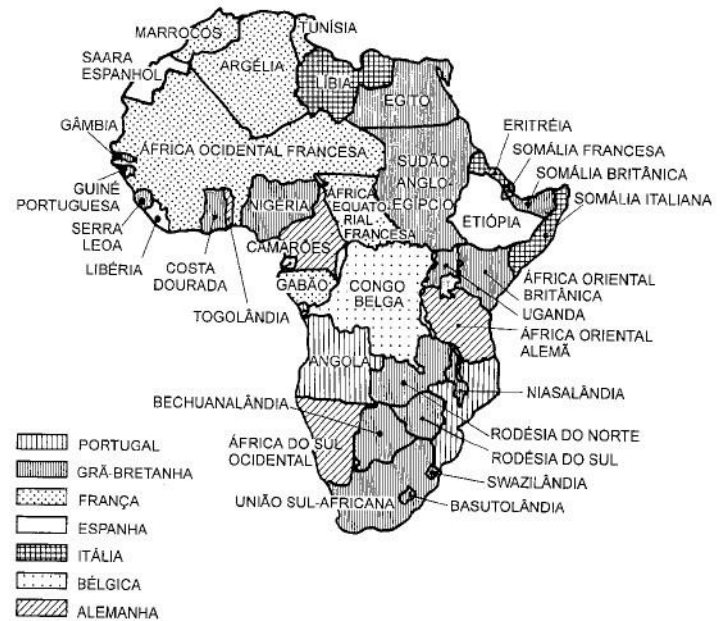 MARROCOS
TUNÍSIA
SAARA
ESPANHOL
ARGÉLIA
LÍBIA
EGITO
GÂMBIA
ÁFRICA OCIDENTAL FRANCESA
ERITRÉIA
SOMÁLIA FRANCESA
SOMÁLIA BRITÂNICA
SOMÁLIA ITALIANA
SUDÃO
ANGLO-
EGÍPCIO
GUINÉ
PORTUGUESA
SERRA
LEOA
LIBÉRIA
COSTA
DOURADA
NIGÉRIA
ÁFRICA
EQUATO
RIAL-
FRANCESA
ETIÓPIA
CAMARÕES
GABÃO
TOGOLÂNDIA
CONGO
BELGA
ÁFRICA ORIENTAL
BRITÂNICA
UGANDA
ÁFRICA ORIENTAL
ALEMÃ
ANGOLA
NIASALÂNDIA
BECHUANALÂNDIA
ÁFRICA DO SUL
OCIDENTAL
RODÉSIA DO NORTE
RODÉSIA DO SUL
SWAZILÂNDIA
UNIÃO SUL-AFRICANA
BASUTOLÂNDIA
PORTUGAL
GRÃ-BRETANHA
FRANÇA
ESPANHA
ITÁLIA
BÉLGICA
ALEMANHA